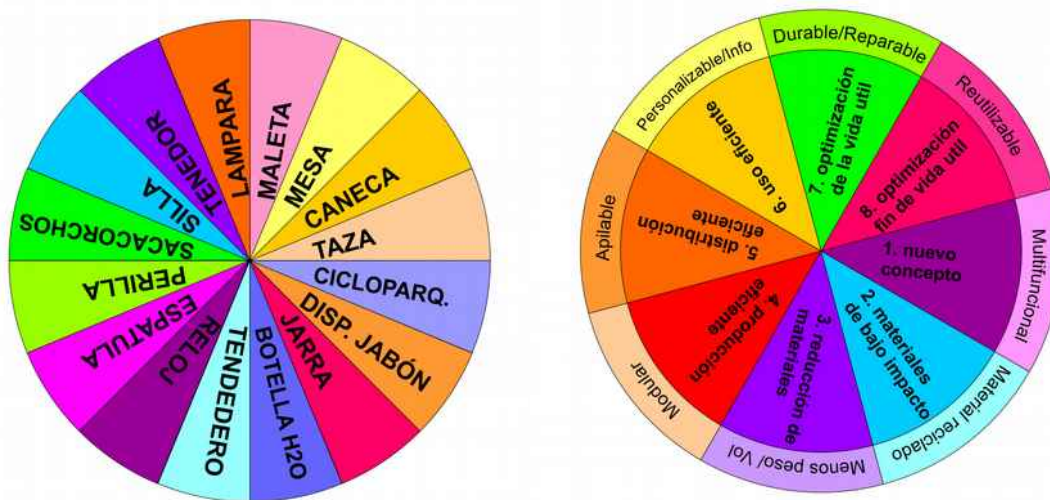 LAMPARA
MALETA
MESA
CANECA
TAZA
CICLOPARQ.
DISP. JABÓN
JARRA
BOTELLA H2O
TENDEDERO
RELOJ
ESPATULA
PERILLA
SACACORCHOS
SILLA
TENEDOR
Durable/Reparable
Reutilizable
Multifuncional
Material reciclado
Menos peso/ Vol
Modular
Apilable
Personalizable/Info
1. nuevo
concepto
2. materiales
de bajo impacto
3. reducción de
materiales
4. producción
eficiente
5. distribución
eficiente
6. uso eficiente
7. optimización
de la vida util
8. optimización
fin de vida util